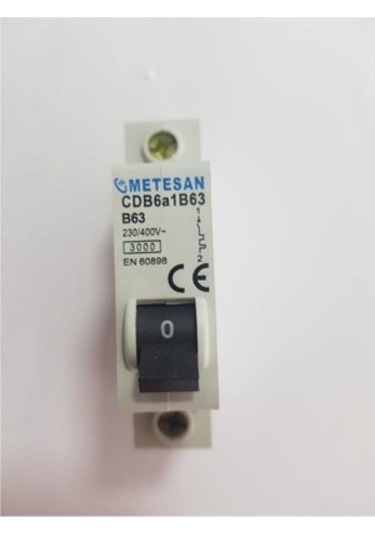 METESAN
CDB6a1B63
B63
1
230/400V~
3000
EN 60898
2
CE
0